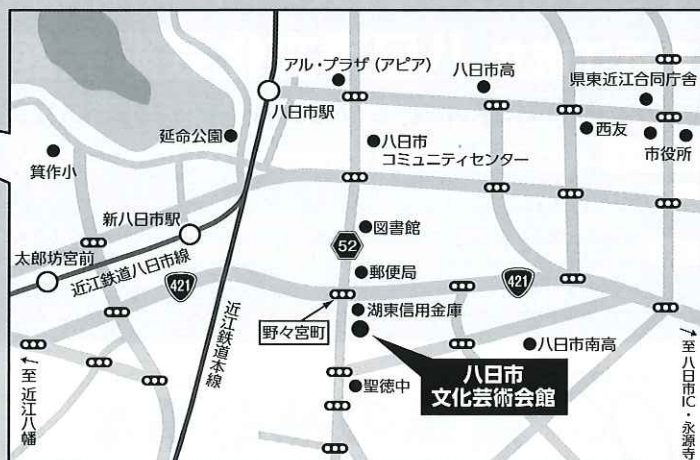 アル・プラザ(アピア)
八日市高
県東近江合同庁舎
八日市駅
延命公園
八日市
コミュニティセンター
西友
市役所
箕作小
新八日市駅
図書館
太郎坊宮前
52
近江鉄道八日市線
421
郵便局
421
近江鉄道本線
湖東信用金庫
野々宮町
八日市
文化芸術会館
八日市南高
聖徳中
至 近江八幡
至 八日市IC・永源寺